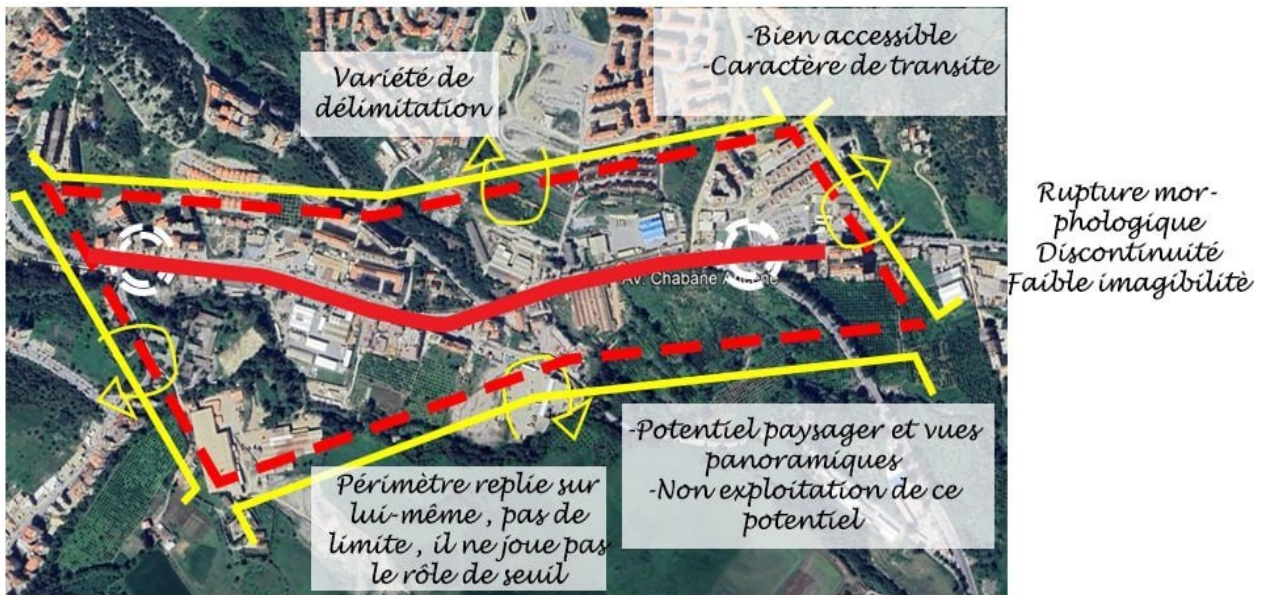 -Bien accessible
-Caractère de transite
Variété de
délimitation
Rupture mor-
phologique
Discontinuité
Faible imagibilitè
Av. Chabane
-Potentiel paysager et vues
panoramiques
-Non exploitation de ce
potentiel
Périmètre replie sur
lui-même , pas de
limite , il ne joue pas
le rôle de seuil